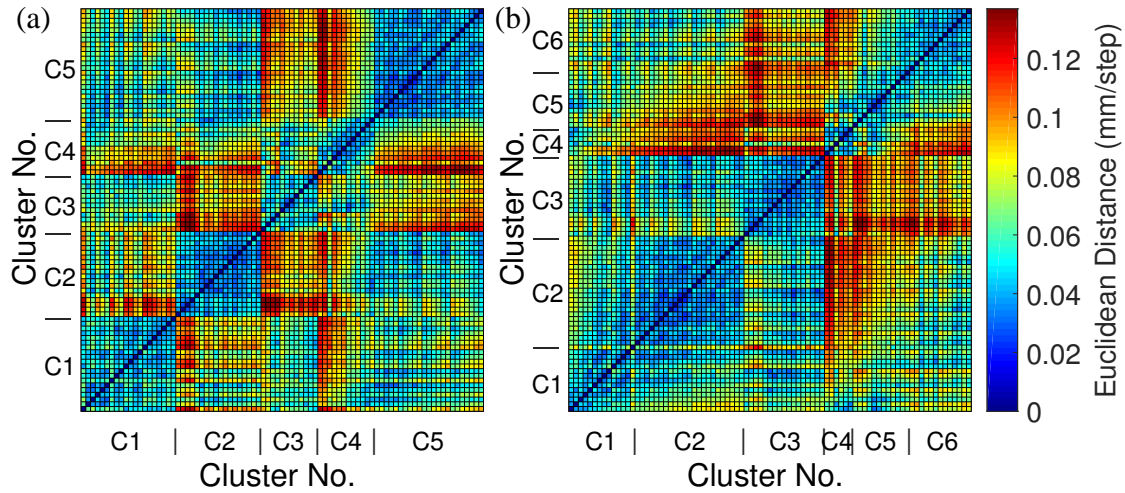 (a)
(b)
Cluster No.
C5
C4
C3
C2
C1
C1 | C2 | C3 | C4 | C5
Cluster No.
Cluster No.
C6
C5
C4
C3
C2
C1
C1 | C2 | C3 | C4 | C5 | C6
Cluster No.
0.12
0.1
0.08
0.06
0.04
0.02
0
Euclidean Distance (mm/step)